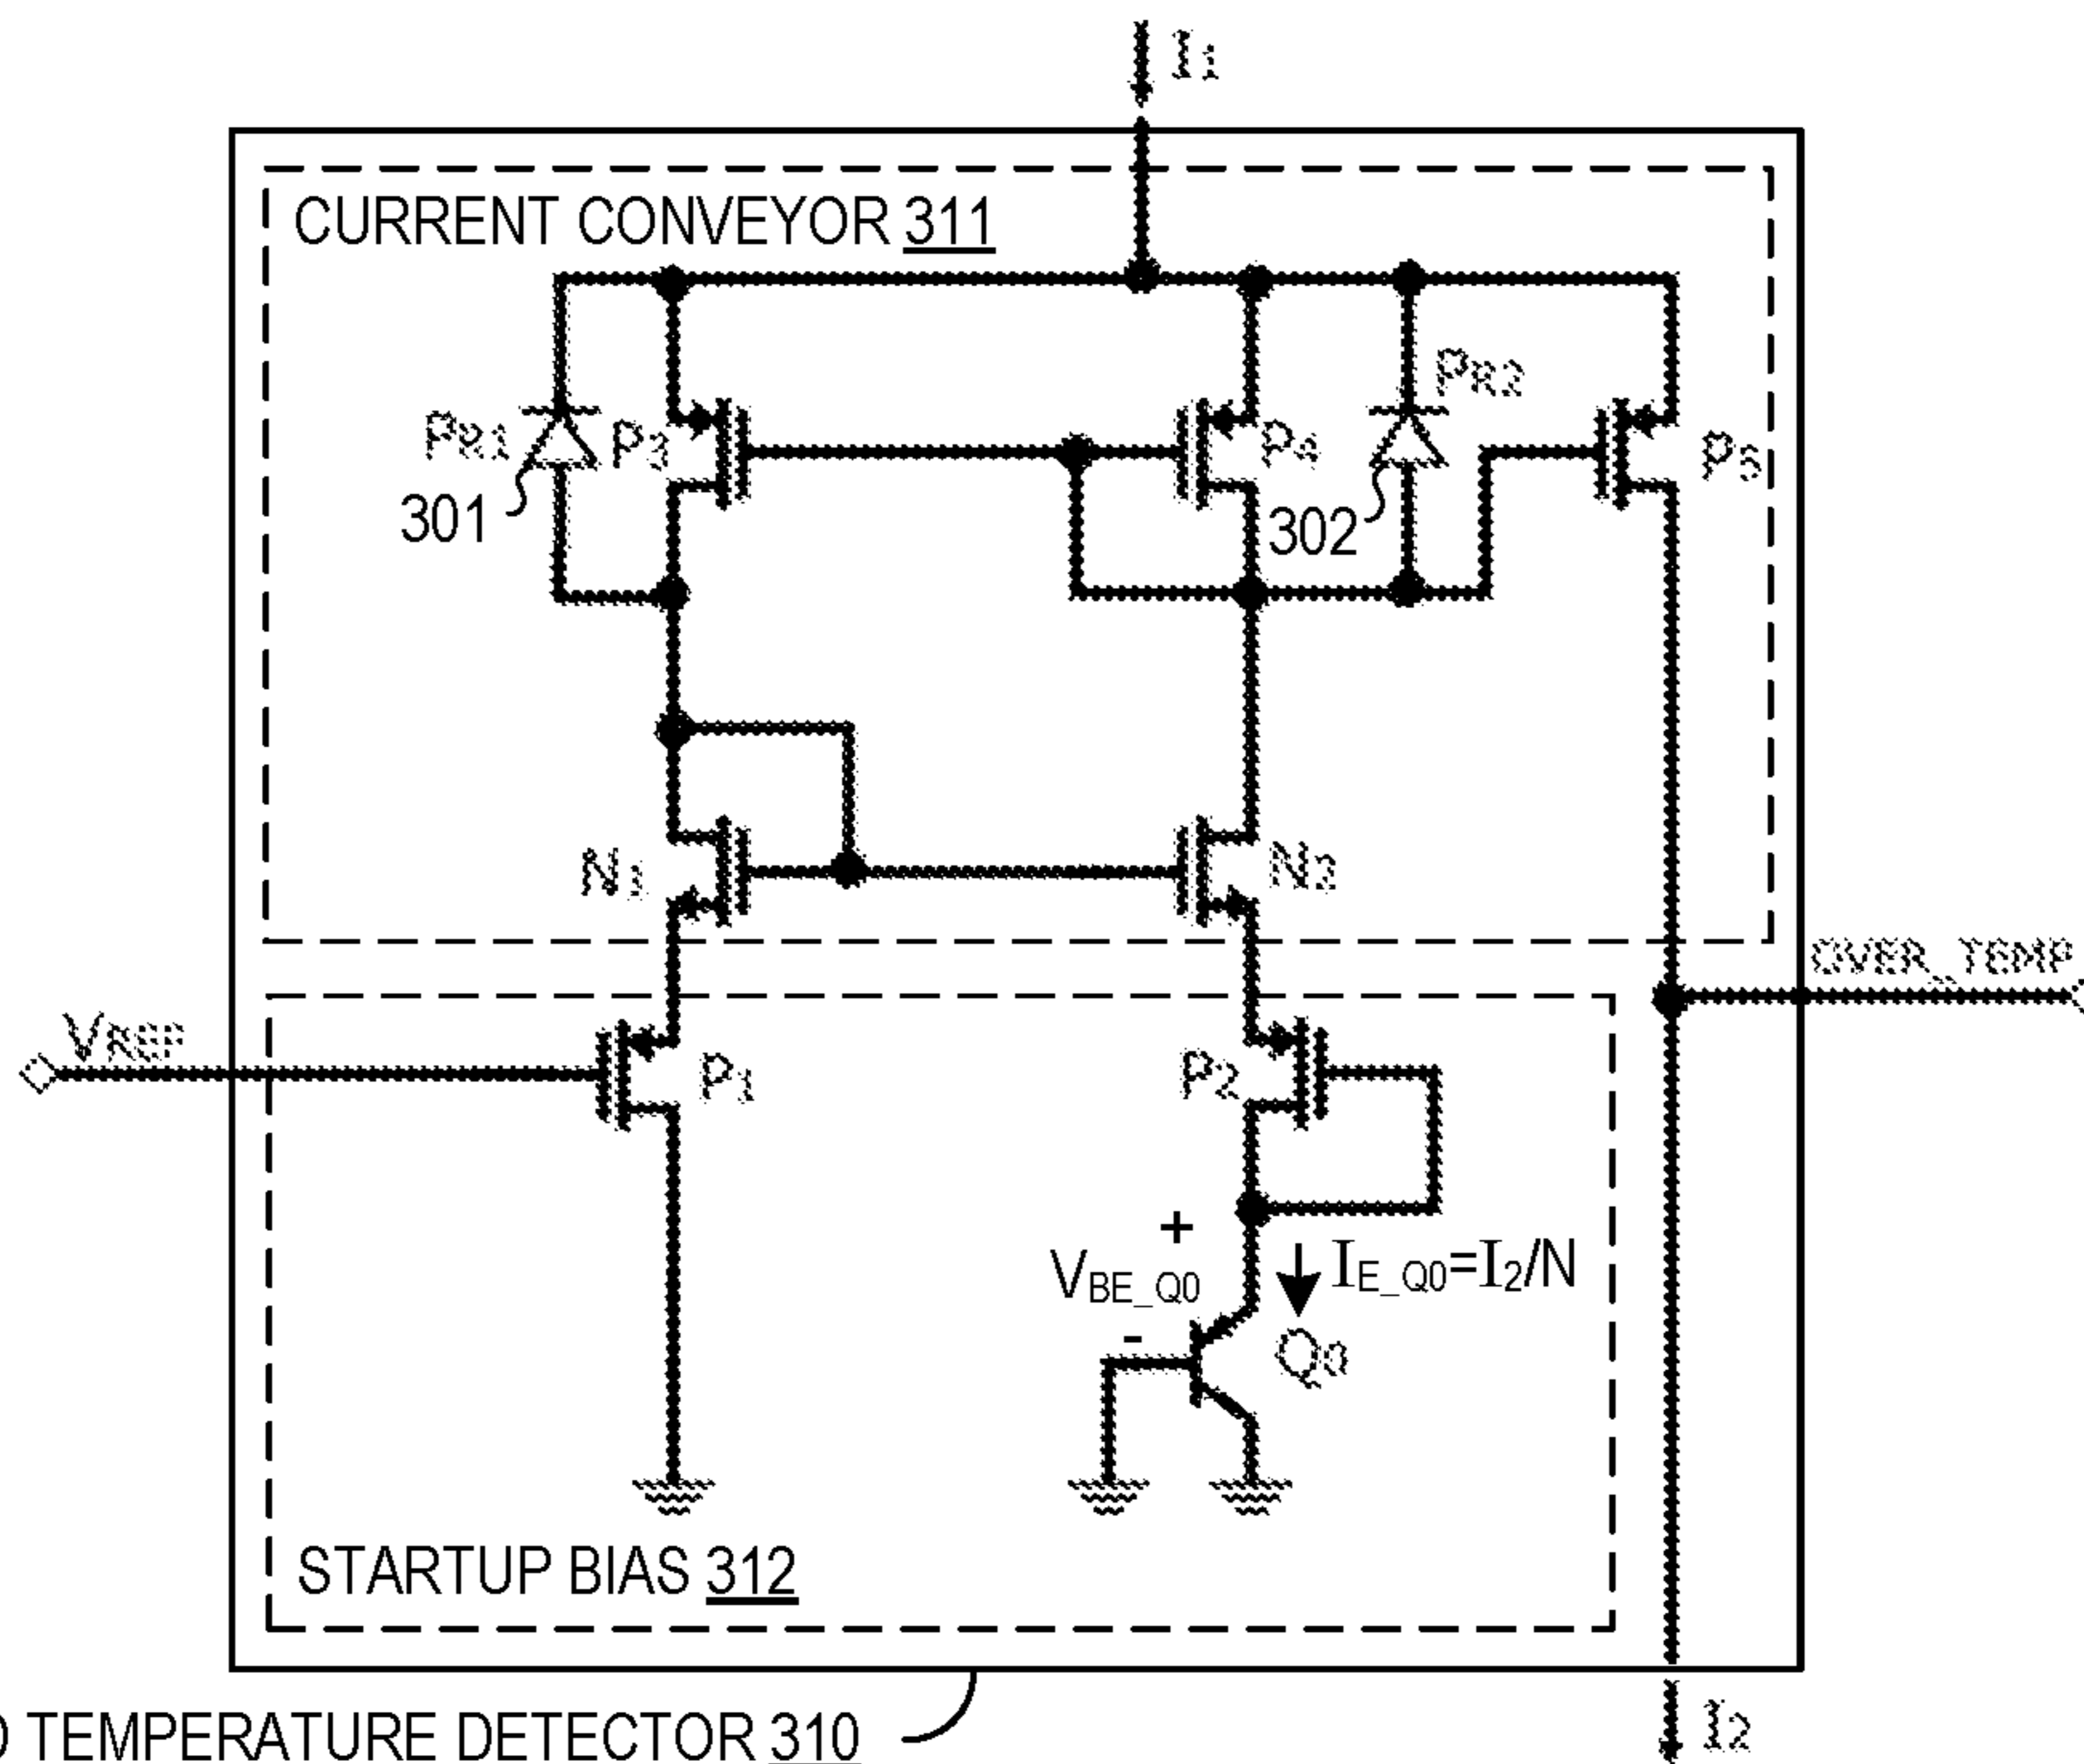 I1
CURRENT CONVEYOR 311
PR1
P3
P4
PR2
P5
301
302
N1
N2
OVER_TEMP
VREF
P1
P2
+
VBE_Q0
-
IE_Q0=I2/N
Q0
STARTUP BIAS 312
TEMPERATURE DETECTOR 310
I2